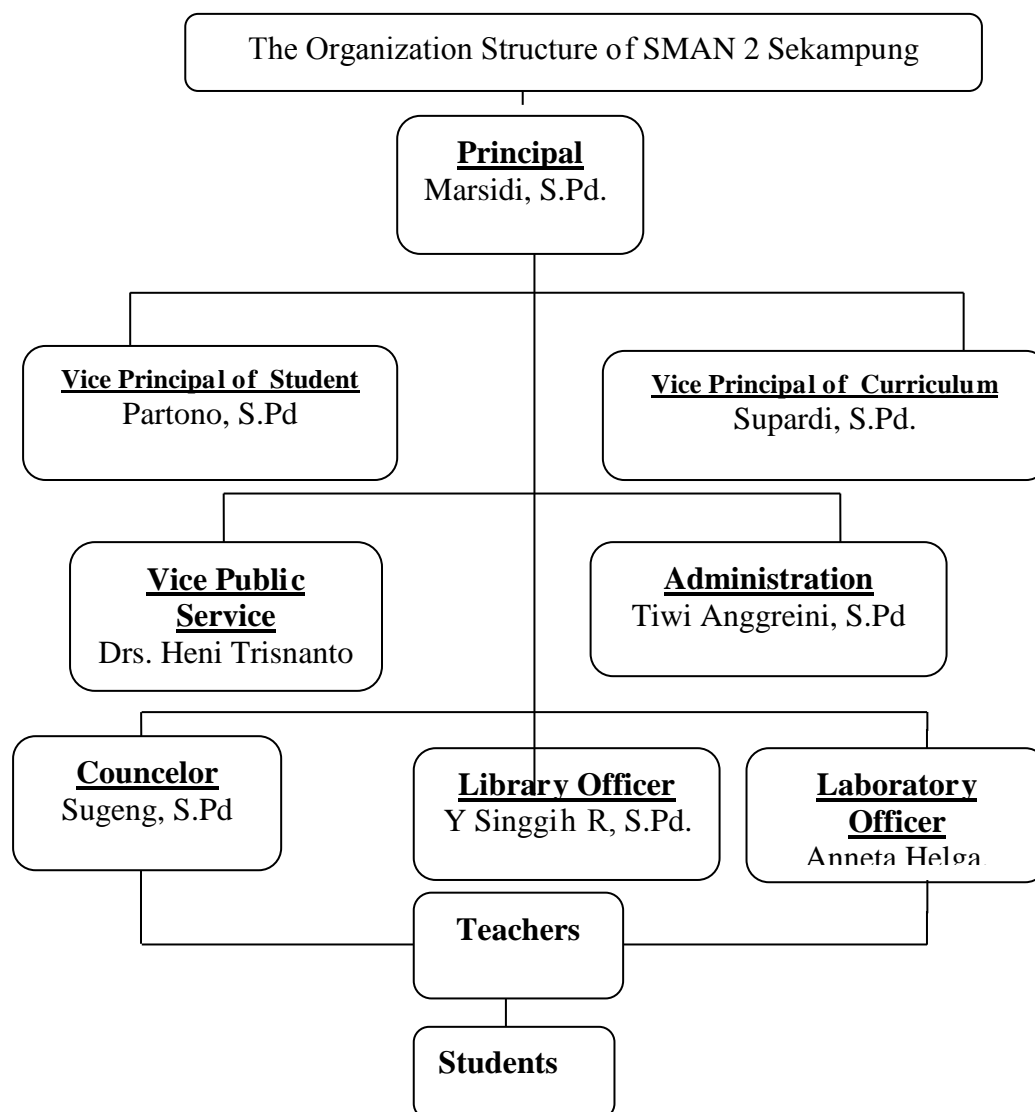 The Organization Structure of SMAN 2 Sekampung
Principal
Marsidi, S.Pd.
Vice Principal of Student
Partono, S.Pd
Vice Principal of Curriculum
Supardi, S.Pd.
Vice Public
Service
Drs. Heni Trisnanto
Administration
Tiwi Anggreini, S.Pd
Councelor
Sugeng, S.Pd
Library Officer
Y Singgih R, S.Pd.
Laboratory
Officer
Anneta Helga,
Teachers
Students